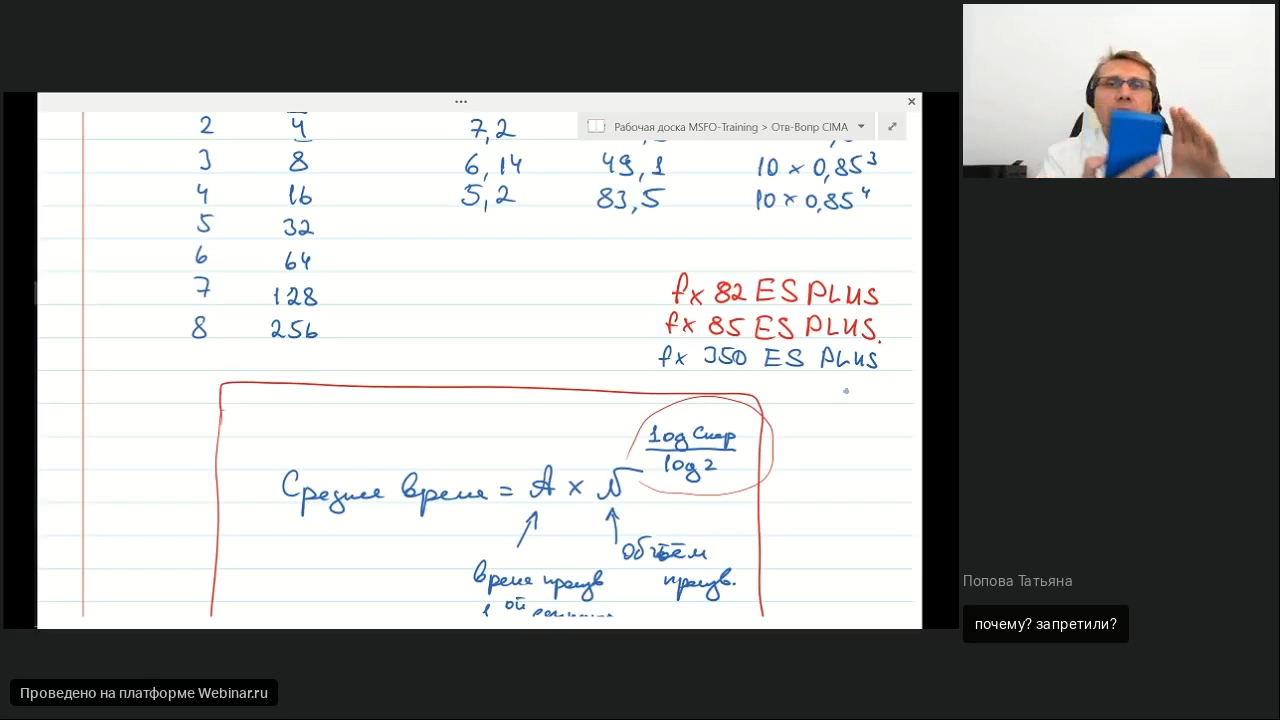 ...
×
Рабочая доска MSFO-Training > Отв-Вопр CIMA
2 4 7,2
3 8 6,14 49,1 10 × 0,85³
4 16 5,2 83,5 10 × 0,85⁴
5 32
6 64
7 128
8 256
fx 82 ES PLUS
fx 85 ES PLUS.
fx 350 ES PLUS
log Скор
log 2
Среднее время = A × N
Объём
время произв произв.
1 ой
Попова Татьяна
почему? запретили?
Проведено на платформе Webinar.ru